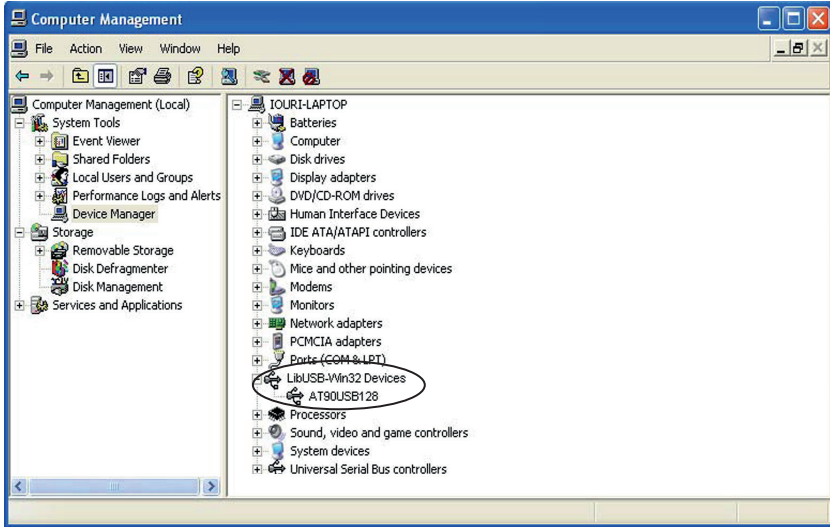 Computer Management
File Action View Window Help
Computer Management (Local)
System Tools
Event Viewer
Shared Folders
Local Users and Groups
Performance Logs and Alerts
Device Manager
Storage
Removable Storage
Disk Defragmenter
Disk Management
Services and Applications
IOURI-LAPTOP
Batteries
Computer
Disk drives
Display adapters
DVD/CD-ROM drives
Human Interface Devices
IDE ATA/ATAPI controllers
Keyboards
Mice and other pointing devices
Modems
Monitors
Network adapters
PCMCIA adapters
Ports (COM & LPT)
LibUSB-Win32 Devices
AT90USB128
Processors
Sound, video and game controllers
System devices
Universal Serial Bus controllers